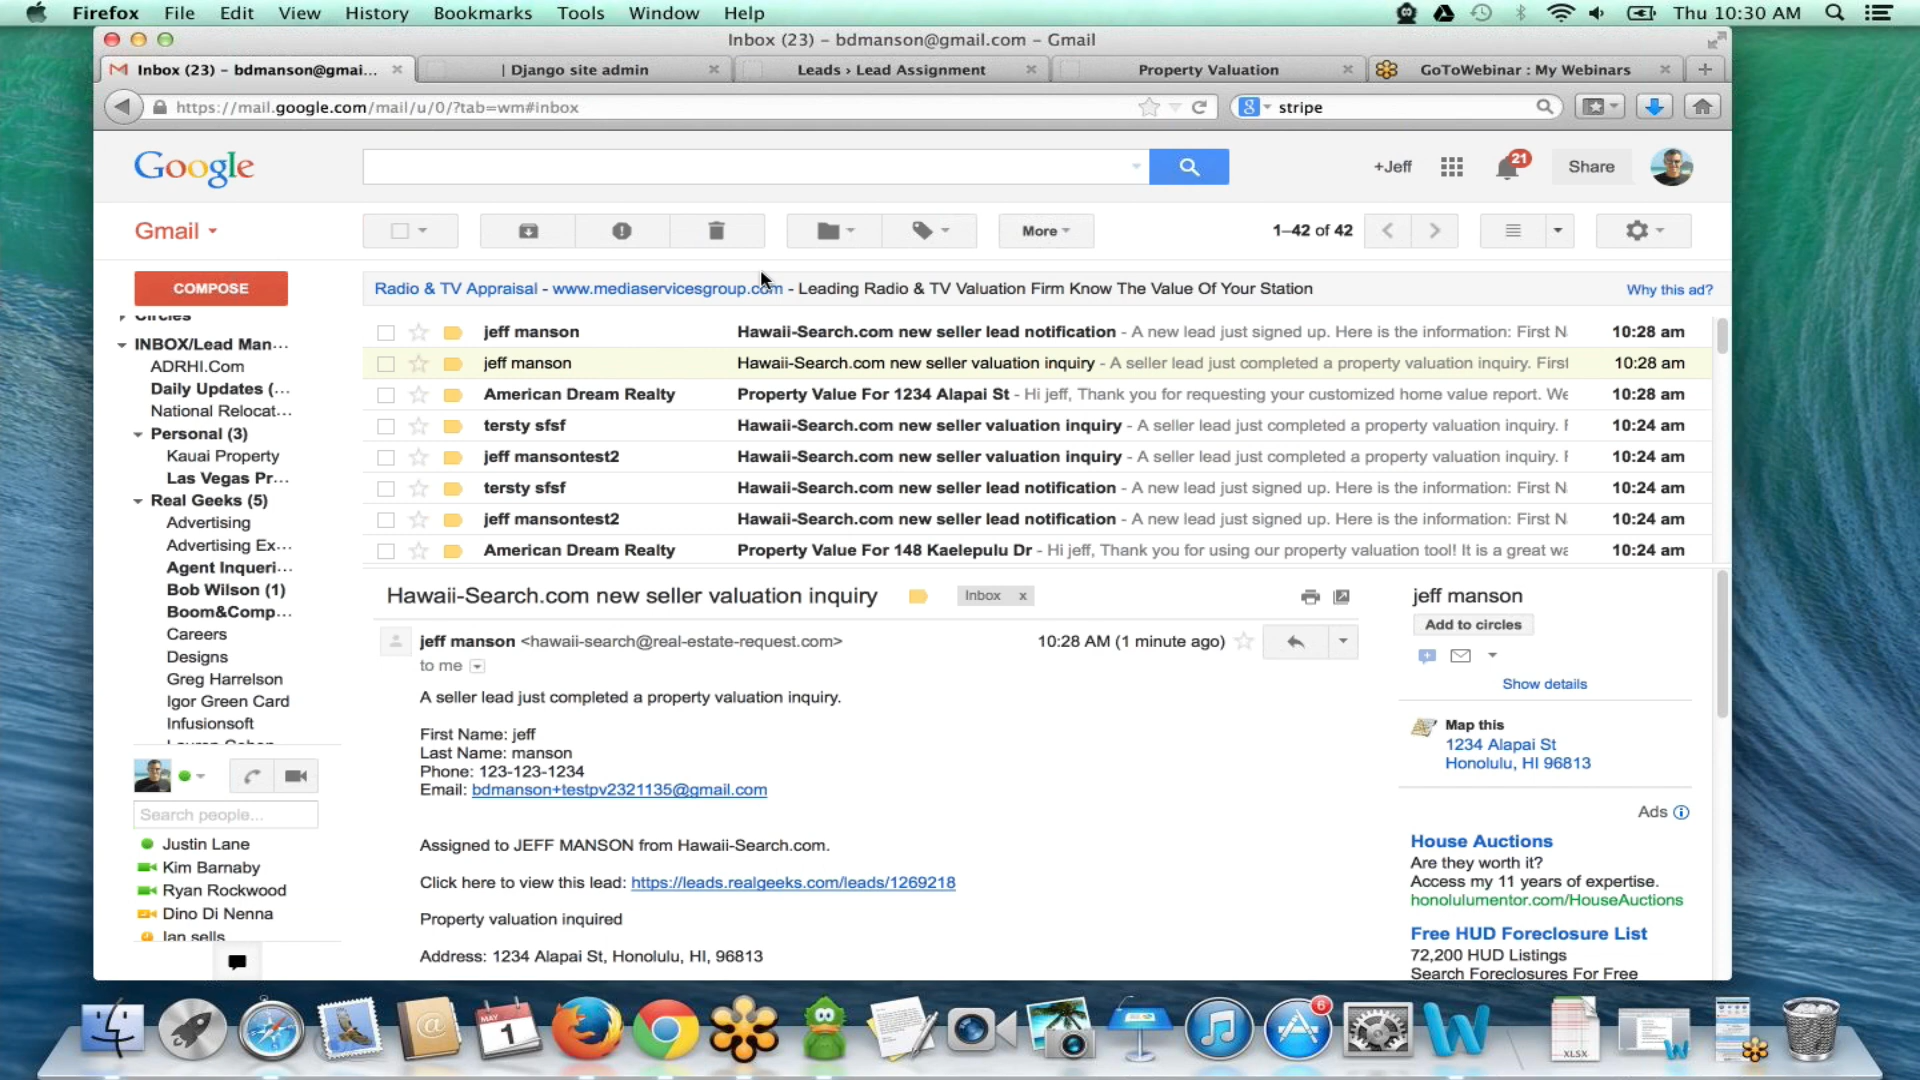 Firefox File Edit View History Bookmarks Tools Window Help Thu 10:30 AM
Inbox (23) – bdmanson@gmail.com – Gmail
Inbox (23) – bdmanson@gmai... | Django site admin Leads › Lead Assignment Property Valuation GoToWebinar : My Webinars
https://mail.google.com/mail/u/0/?tab=wm#inbox stripe
Google +Jeff 21 Share
Gmail More 1–42 of 42
COMPOSE
Radio & TV Appraisal - www.mediaservicesgroup.com - Leading Radio & TV Valuation Firm Know The Value Of Your Station Why this ad?
Circles
INBOX/Lead Man...
ADRHI.Com
Daily Updates (...
National Relocat...
Personal (3)
Kauai Property
Las Vegas Pr...
Real Geeks (5)
Advertising
Advertising Ex...
Agent Inqueri...
Bob Wilson (1)
Boom&Comp...
Careers
Designs
Greg Harrelson
Igor Green Card
Infusionsoft
Search people...
Justin Lane
Kim Barnaby
Ryan Rockwood
Dino Di Nenna
Ian sells
jeff manson Hawaii-Search.com new seller lead notification - A new lead just signed up. Here is the information: First N 10:28 am
jeff manson Hawaii-Search.com new seller valuation inquiry - A seller lead just completed a property valuation inquiry. First 10:28 am
American Dream Realty Property Value For 1234 Alapai St - Hi jeff, Thank you for requesting your customized home value report. We 10:28 am
tersty sfsf Hawaii-Search.com new seller valuation inquiry - A seller lead just completed a property valuation inquiry. F 10:24 am
jeff mansontest2 Hawaii-Search.com new seller valuation inquiry - A seller lead just completed a property valuation inquiry. F 10:24 am
tersty sfsf Hawaii-Search.com new seller lead notification - A new lead just signed up. Here is the information: First N 10:24 am
jeff mansontest2 Hawaii-Search.com new seller lead notification - A new lead just signed up. Here is the information: First N 10:24 am
American Dream Realty Property Value For 148 Kaelepulu Dr - Hi jeff, Thank you for using our property valuation tool! It is a great wa 10:24 am
Hawaii-Search.com new seller valuation inquiry Inbox x
jeff manson <hawaii-search@real-estate-request.com> 10:28 AM (1 minute ago)
to me
A seller lead just completed a property valuation inquiry.
First Name: jeff
Last Name: manson
Phone: 123-123-1234
Email: bdmanson+testpv2321135@gmail.com
Assigned to JEFF MANSON from Hawaii-Search.com.
Click here to view this lead: https://leads.realgeeks.com/leads/1269218
Property valuation inquired
Address: 1234 Alapai St, Honolulu, HI, 96813
jeff manson
Add to circles
Show details
Map this
1234 Alapai St
Honolulu, HI 96813
Ads
House Auctions
Are they worth it?
Access my 11 years of expertise.
honolulumentor.com/HouseAuctions
Free HUD Foreclosure List
72,200 HUD Listings
Search Foreclosures For Free
MAY
1
6
XLSX